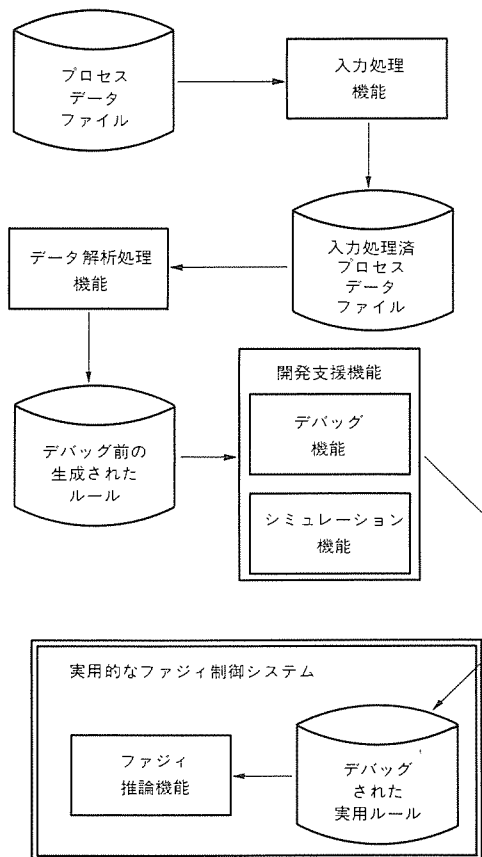 プロセス
データ
ファイル
入力処理
機能
入力処理済
プロセス
データ
ファイル
データ解析処理
機能
デバッグ前の
生成された
ルール
開発支援機能
デバッグ
機能
シミュレーション
機能
実用的なファジィ制御システム
ファジィ
推論機能
デバッグ
された
実用ルール